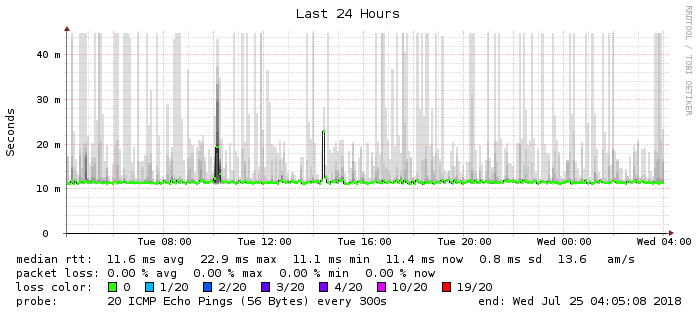 Last 24 Hours
RRDTOOL / TOBI OETIKER
Seconds
40 m
30 m
20 m
10 m
0
Tue 08:00 Tue 12:00 Tue 16:00 Tue 20:00 Wed 00:00 Wed 04:00
median rtt: 11.6 ms avg 22.9 ms max 11.1 ms min 11.4 ms now 0.8 ms sd 13.6 am/s
packet loss: 0.00 % avg 0.00 % max 0.00 % min 0.00 % now
loss color: 0 1/20 2/20 3/20 4/20 10/20 19/20
probe: 20 ICMP Echo Pings (56 Bytes) every 300s end: Wed Jul 25 04:05:08 2018